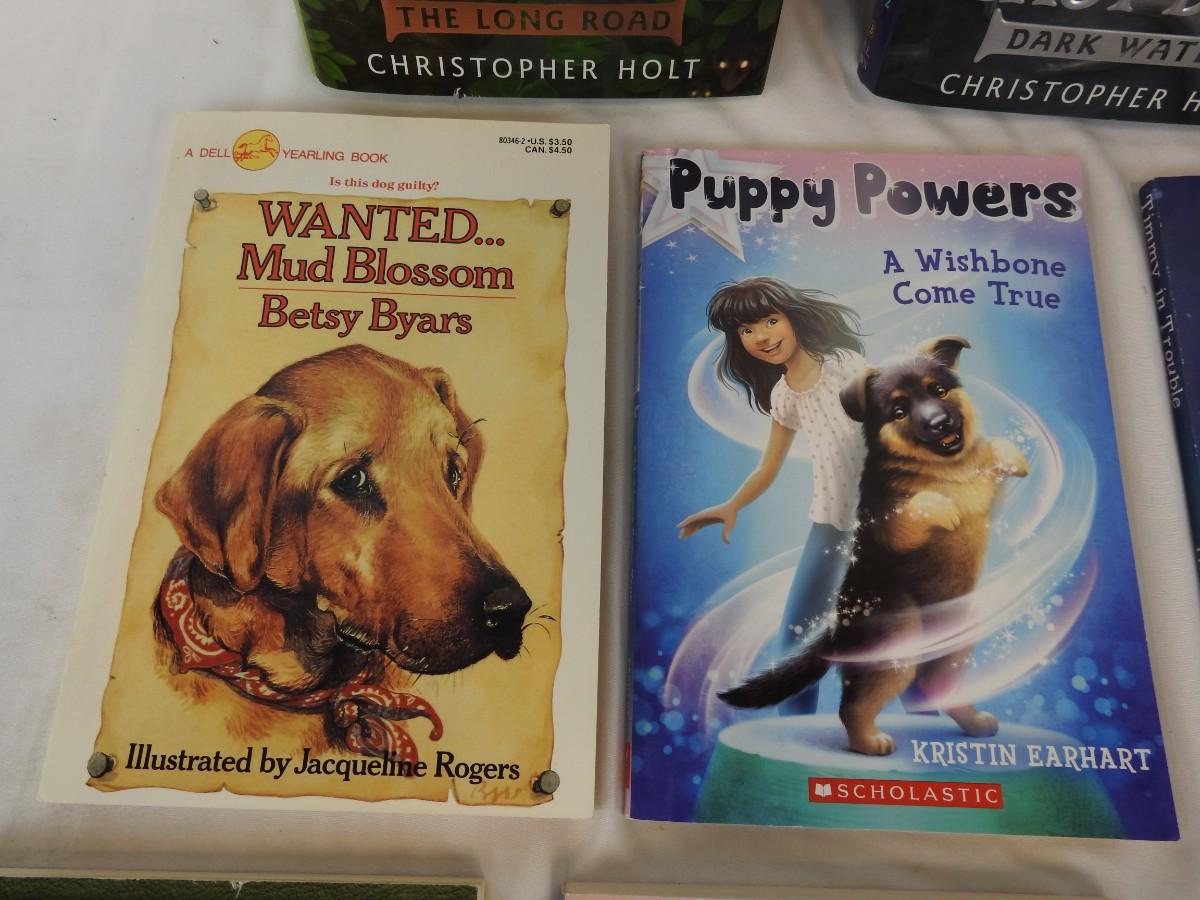 THE LONG ROAD
CHRISTOPHER HOLT
DARK WAT
CHRISTOPHER H
A DELL YEARLING BOOK
80346-2 • U.S. $3.50
CAN. $4.50
Is this dog guilty?
WANTED...
Mud Blossom
Betsy Byars
Illustrated by Jacqueline Rogers
Puppy Powers
A Wishbone
Come True
KRISTIN EARHART
SCHOLASTIC
Timmy in Trouble